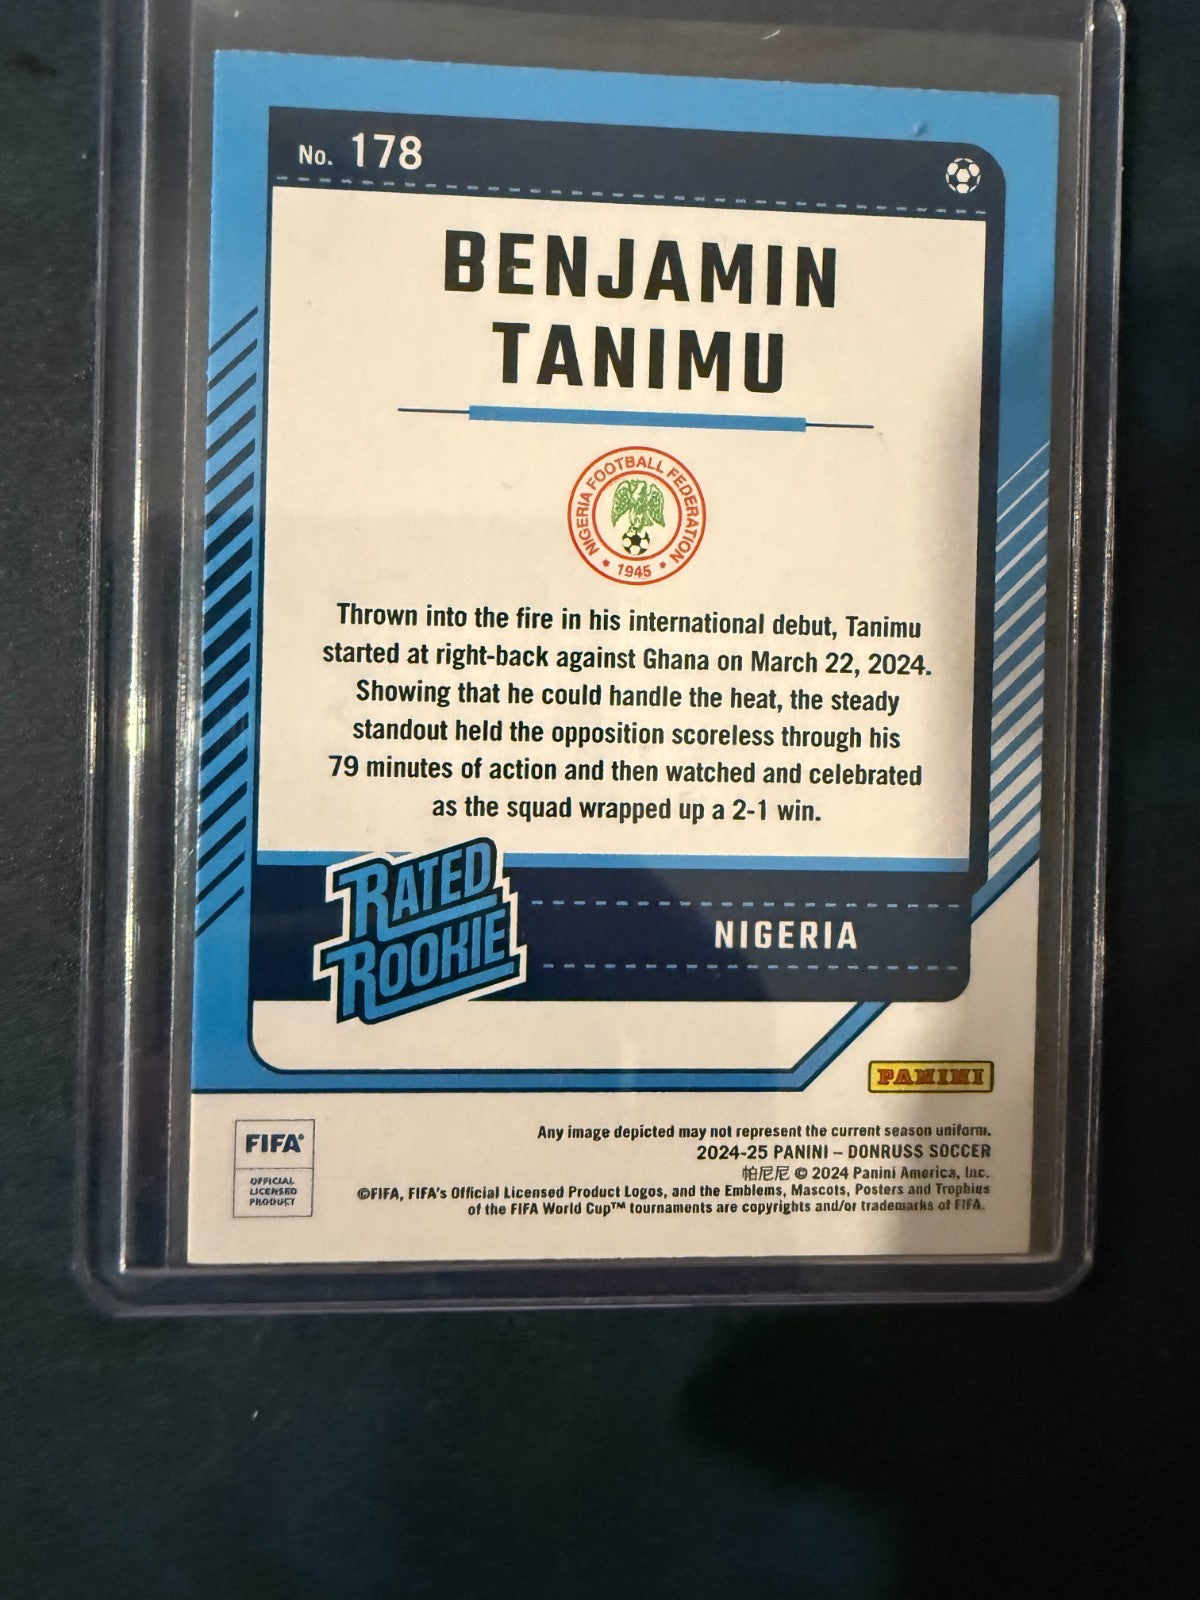 No. 178
BENJAMIN
TANIMU
NIGERIA FOOTBALL FEDERATION
1945
Thrown into the fire in his international debut, Tanimu
started at right-back against Ghana on March 22, 2024.
Showing that he could handle the heat, the steady
standout held the opposition scoreless through his
79 minutes of action and then watched and celebrated
as the squad wrapped up a 2-1 win.
RATED
ROOKIE
NIGERIA
PANINI
FIFA®
OFFICIAL
LICENSED
PRODUCT
Any image depicted may not represent the current season uniform.
2024-25 PANINI – DONRUSS SOCCER
帕尼尼 © 2024 Panini America, Inc.
©FIFA, FIFA's Official Licensed Product Logos, and the Emblems, Mascots, Posters and Trophies
of the FIFA World Cup™ tournaments are copyrights and/or trademarks of FIFA.